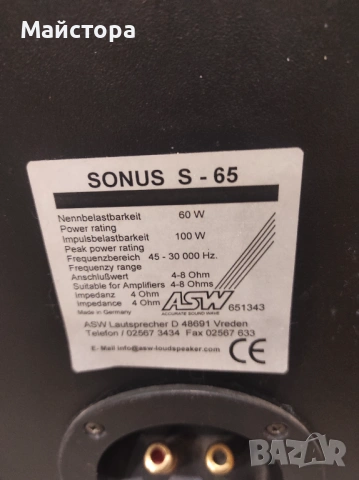 Майстора
SONUS S - 65
Nennbelastbarkeit 60 W
Power rating
Impulsbelastbarkeit 100 W
Peak power rating
Frequenzbereich 45 - 30 000 Hz.
Frequenzy range
Anschlußwert 4-8 Ohm
Suitable for Amplifiers 4-8 Ohms
Impedanz 4 Ohm
Impedance 4 Ohm
Made in Germany
ASW
ACCURATE SOUND WAVE
651343
ASW Lautsprecher D 48691 Vreden
Telefon / 02567 3434 Fax 02567 633
E- Mail info@asw-loudspeaker.com
CE
BAZAR
bg